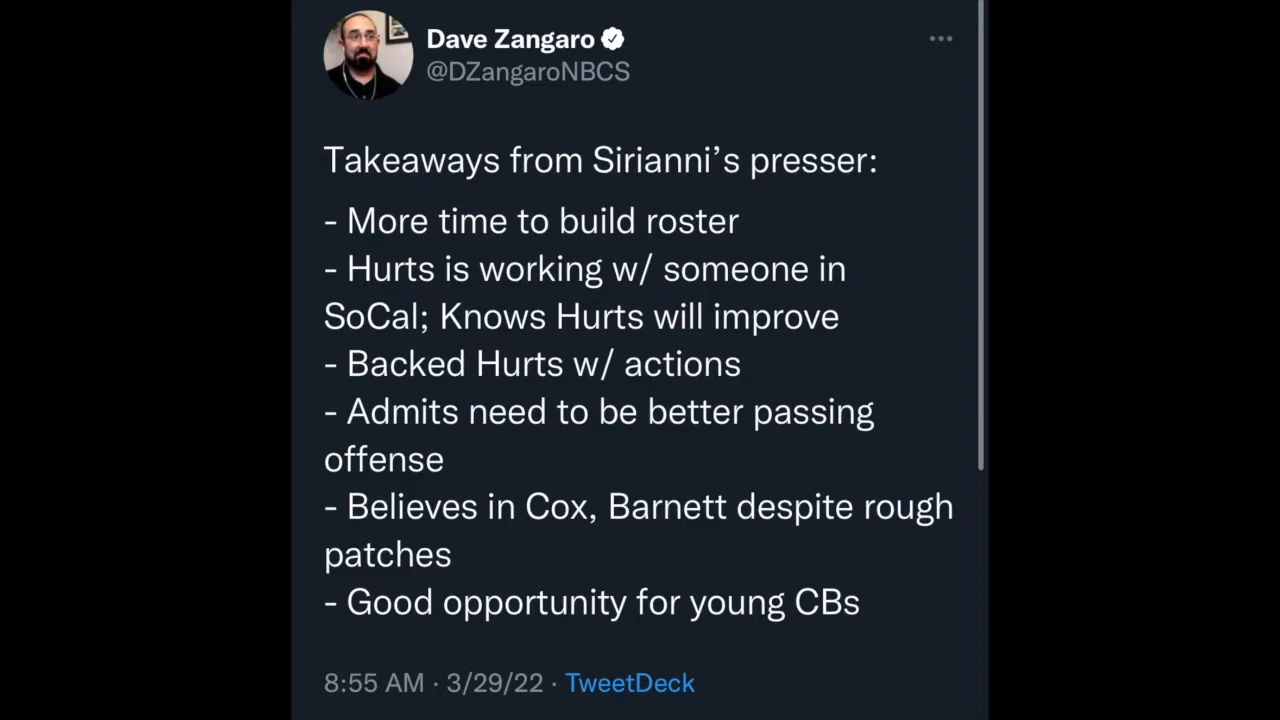 Dave Zangaro
@DZangaroNBCS
Takeaways from Sirianni’s presser:
- More time to build roster
- Hurts is working w/ someone in
SoCal; Knows Hurts will improve
- Backed Hurts w/ actions
- Admits need to be better passing
offense
- Believes in Cox, Barnett despite rough
patches
- Good opportunity for young CBs
8:55 AM · 3/29/22 · TweetDeck